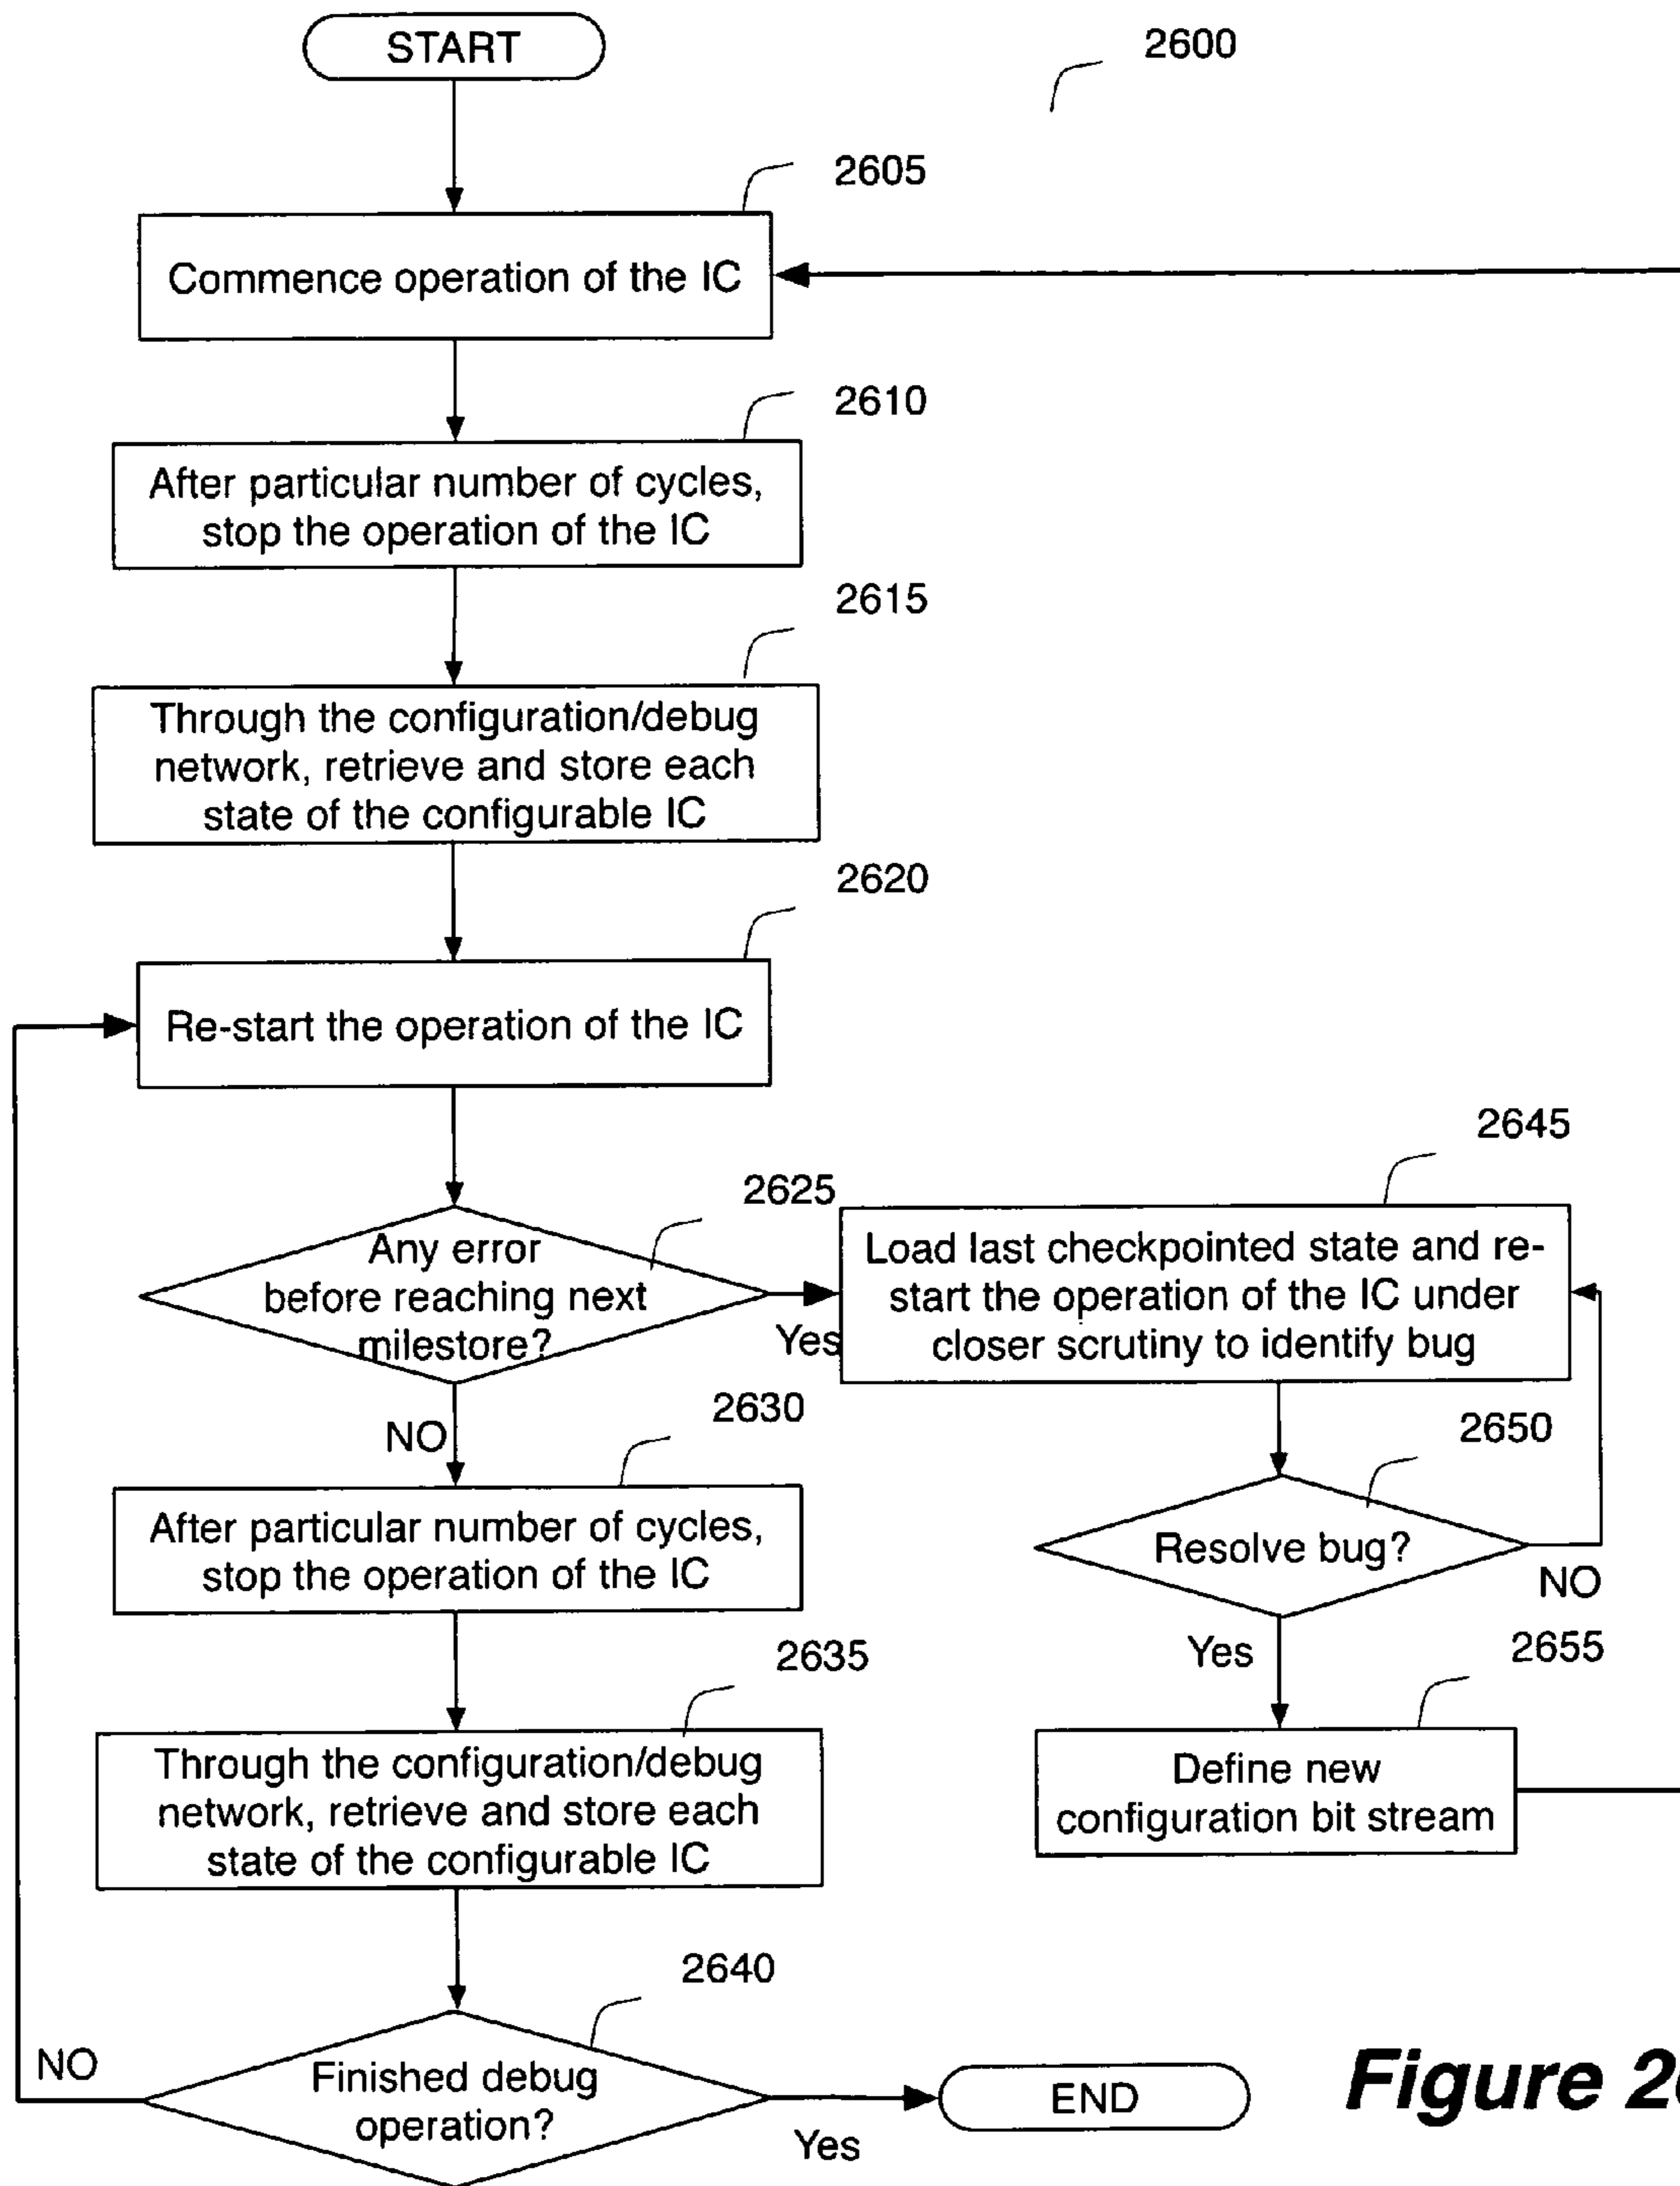 START
2600
2605
Commence operation of the IC
2610
After particular number of cycles,
stop the operation of the IC
2615
Through the configuration/debug
network, retrieve and store each
state of the configurable IC
2620
Re-start the operation of the IC
2625
Any error
before reaching next
milestore?
Yes
NO
2645
Load last checkpointed state and re-
start the operation of the IC under
closer scrutiny to identify bug
2630
After particular number of cycles,
stop the operation of the IC
2650
Resolve bug?
NO
Yes
2635
Through the configuration/debug
network, retrieve and store each
state of the configurable IC
2655
Define new
configuration bit stream
2640
Finished debug
operation?
NO
Yes
END
Figure